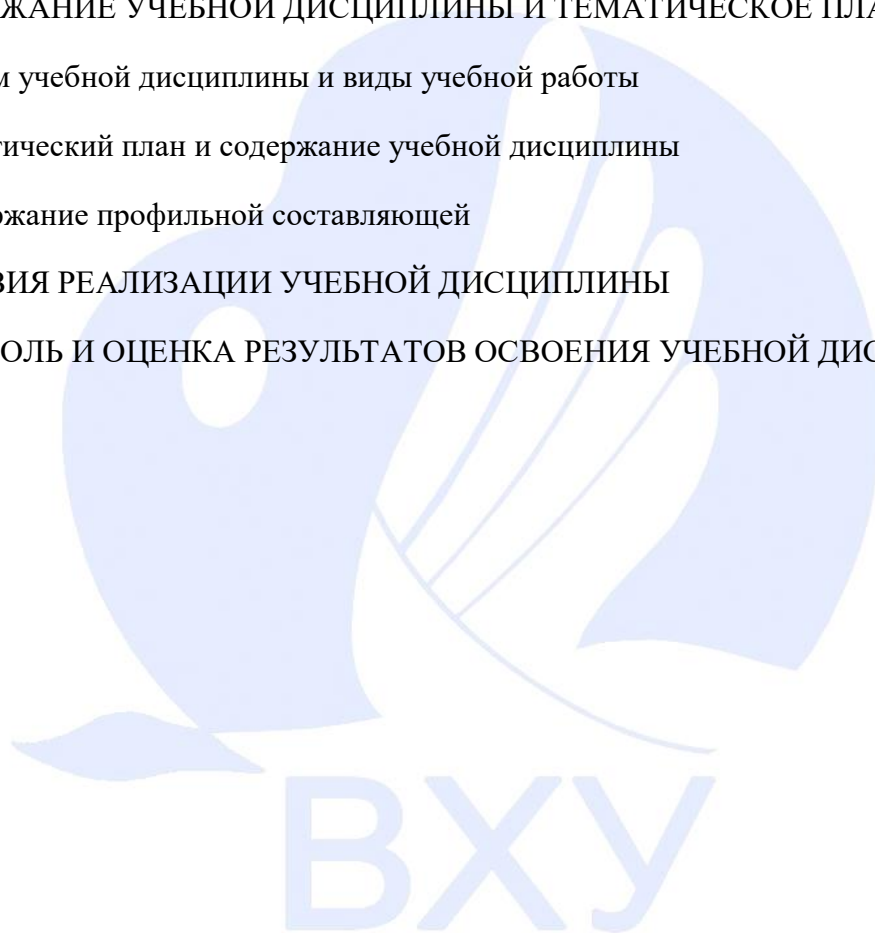 ЖАНИЕ УЧЕБНОЙ ДИСЦИПЛИНЫ И ТЕМАТИЧЕСКОЕ ПЛА
м учебной дисциплины и виды учебной работы
тический план и содержание учебной дисциплины
ржание профильной составляющей
ВИЯ РЕАЛИЗАЦИИ УЧЕБНОЙ ДИСЦИПЛИНЫ
ОЛЬ И ОЦЕНКА РЕЗУЛЬТАТОВ ОСВОЕНИЯ УЧЕБНОЙ ДИС
ВХУ